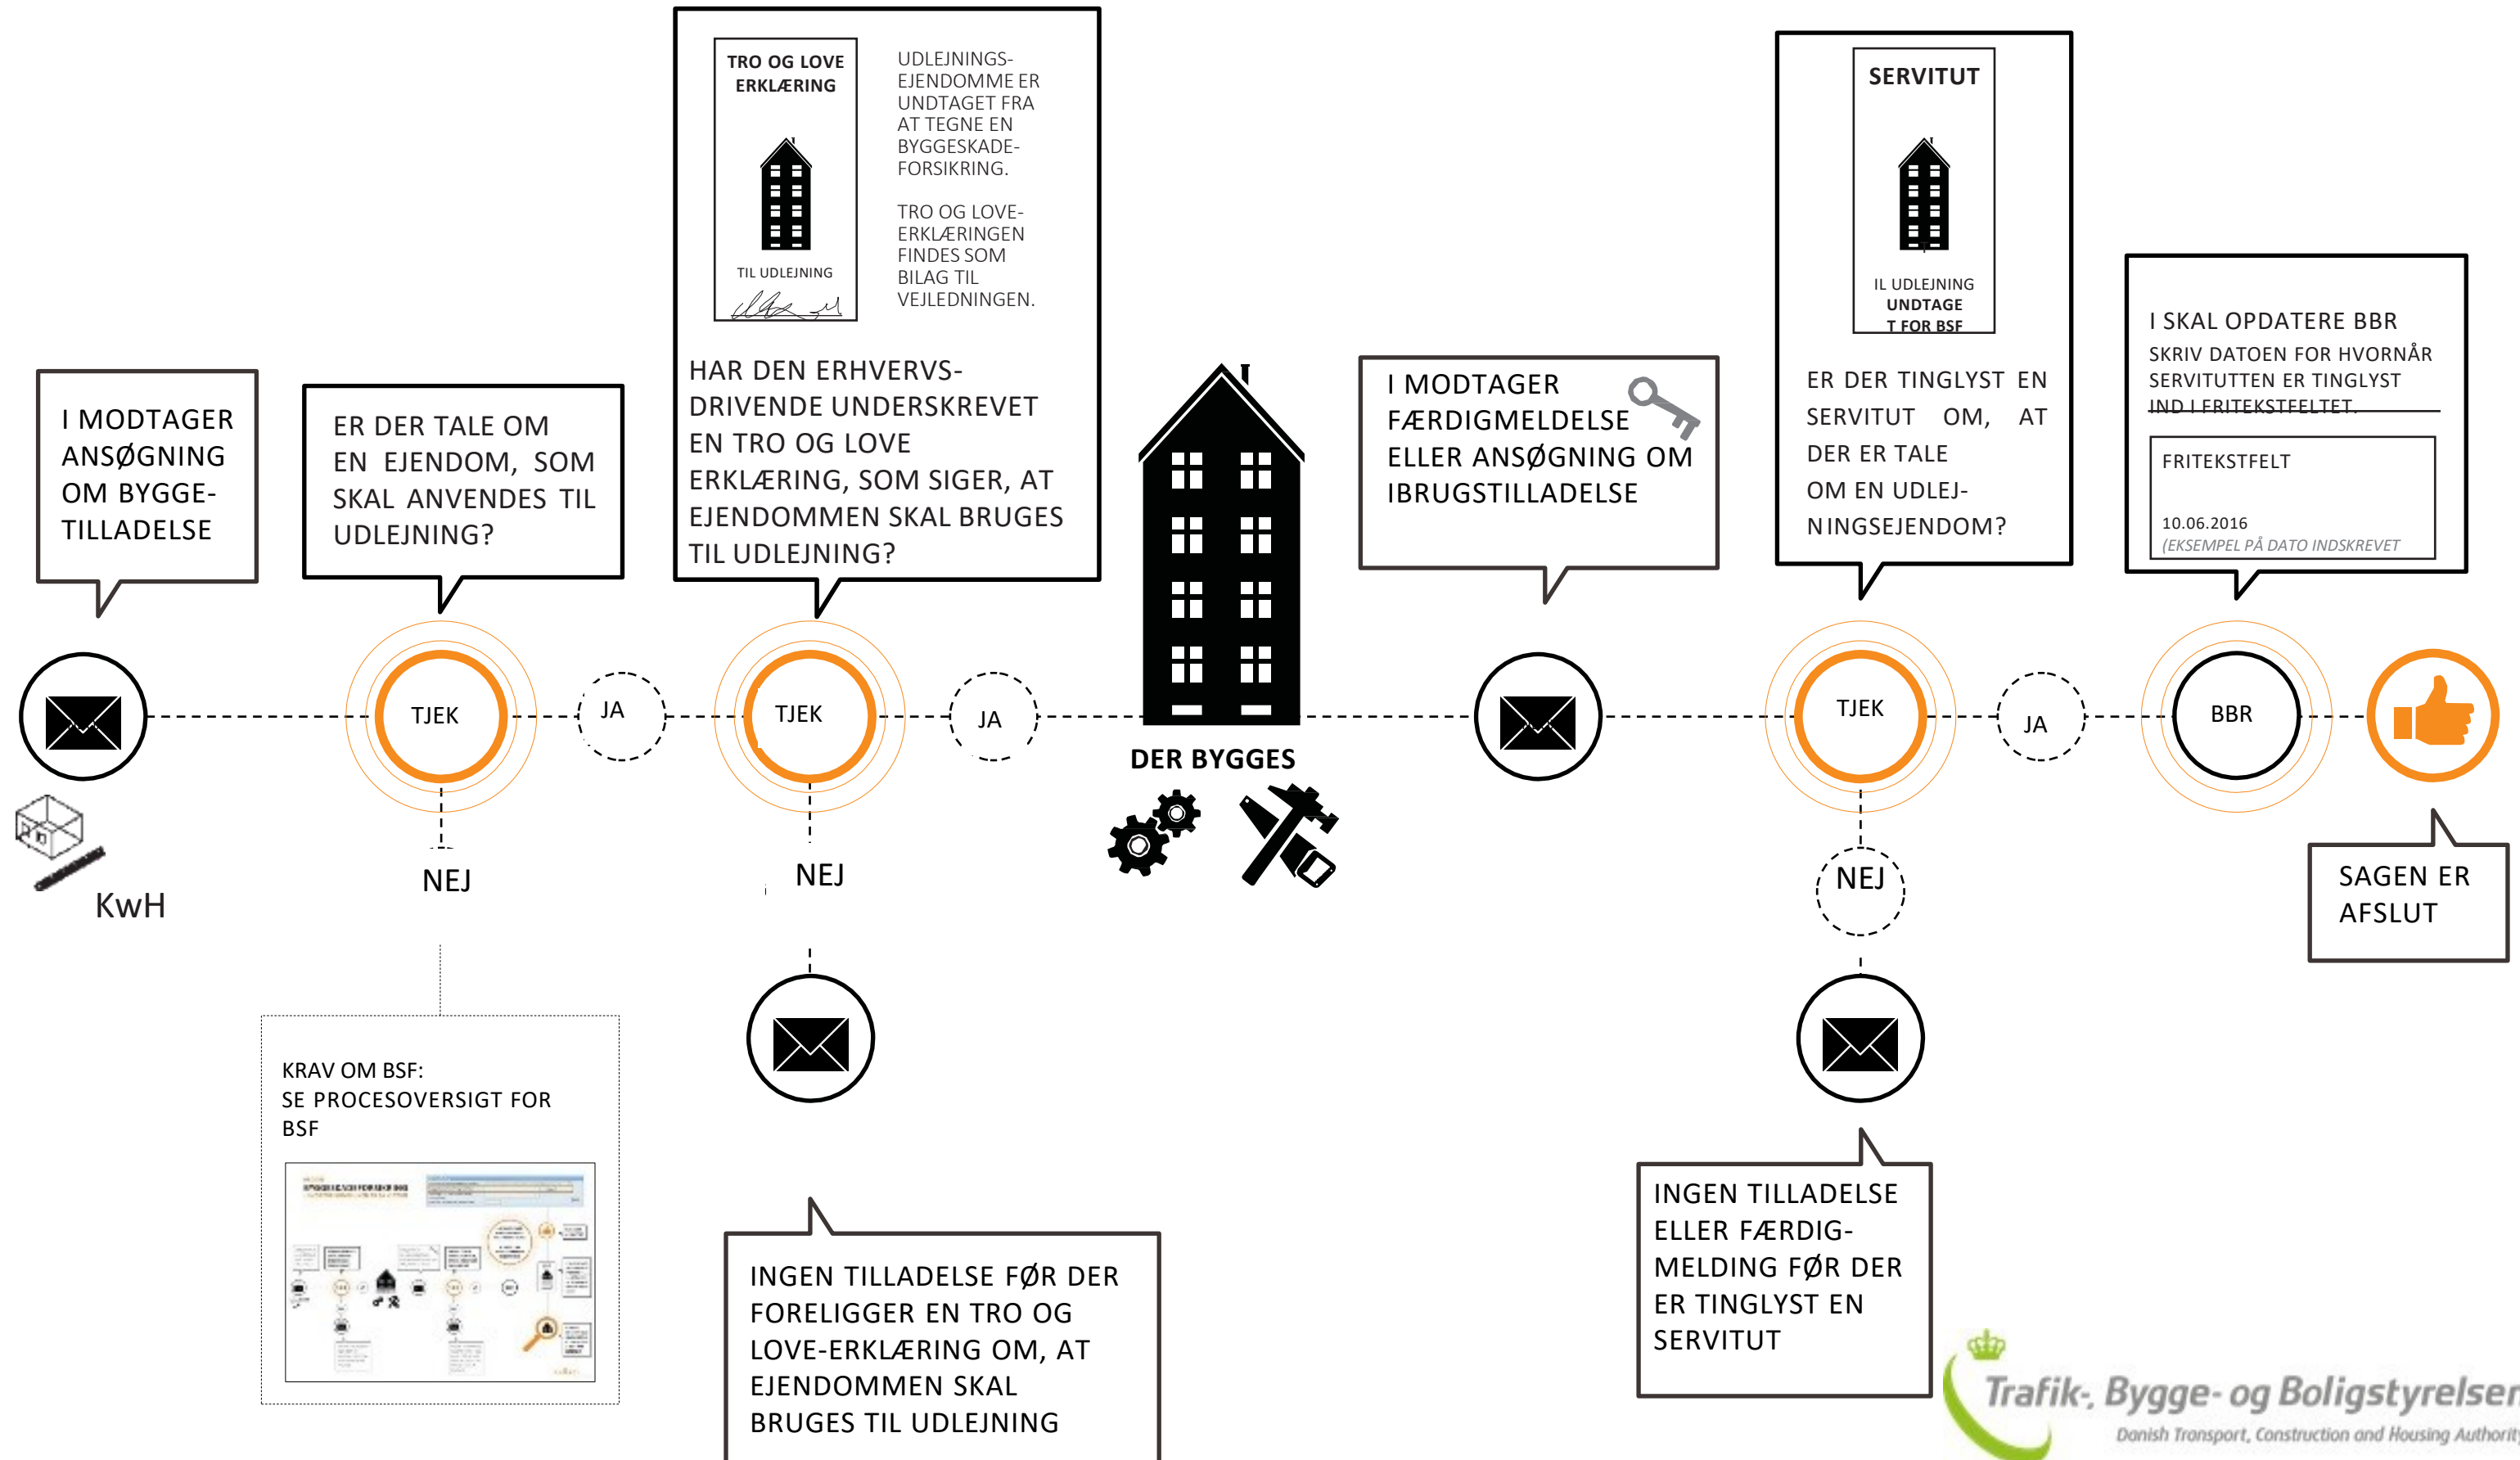 TRO OG LOVE
ERKLÆRING
TIL UDLEJNING
UDLEJNINGS-
EJENDOMME ER
UNDTAGET FRA
AT TEGNE EN
BYGGESKADE-
FORSIKRING.
TRO OG LOVE-
ERKLÆRINGEN
FINDES SOM
BILAG TIL
VEJLEDNINGEN.
SERVITUT
T
IL UDLEJNING
UNDTAGE
T FOR BSF
I MODTAGER
ANSØGNING
OM BYGGE-
TILLADELSE
ER DER TALE OM
EN EJENDOM, SOM
SKAL ANVENDES TIL
UDLEJNING?
HAR DEN ERHVERVS-
DRIVENDE UNDERSKREVET
EN TRO OG LOVE
ERKLÆRING, SOM SIGER, AT
EJENDOMMEN SKAL BRUGES
TIL UDLEJNING?
I MODTAGER
FÆRDIGMELDELSE
ELLER ANSØGNING OM
IBRUGSTILLADELSE
ER DER TINGLYST EN
SERVITUT OM, AT
DER ER TALE
OM EN UDLEJ-
NINGSEJENDOM?
I SKAL OPDATERE BBR
SKRIV DATOEN FOR HVORNÅR
SERVITUTTEN ER TINGLYST
IND I FRITEKSTFELTET.
FRITEKSTFELT
10.06.2016
(EKSEMPEL PÅ DATO INDSKREVET
TJEK
JA
TJEK
JA
DER BYGGES
TJEK
JA
BBR
KwH
NEJ
NEJ
NEJ
SAGEN ER
AFSLUT
KRAV OM BSF:
SE PROCESOVERSIGT FOR
BSF
INGEN TILLADELSE FØR DER
FORELIGGER EN TRO OG
LOVE-ERKLÆRING OM, AT
EJENDOMMEN SKAL
BRUGES TIL UDLEJNING
INGEN TILLADELSE
ELLER FÆRDIG-
MELDING FØR DER
ER TINGLYST EN
SERVITUT
Trafik-, Bygge- og Boligstyrelsen
Danish Transport, Construction and Housing Authority